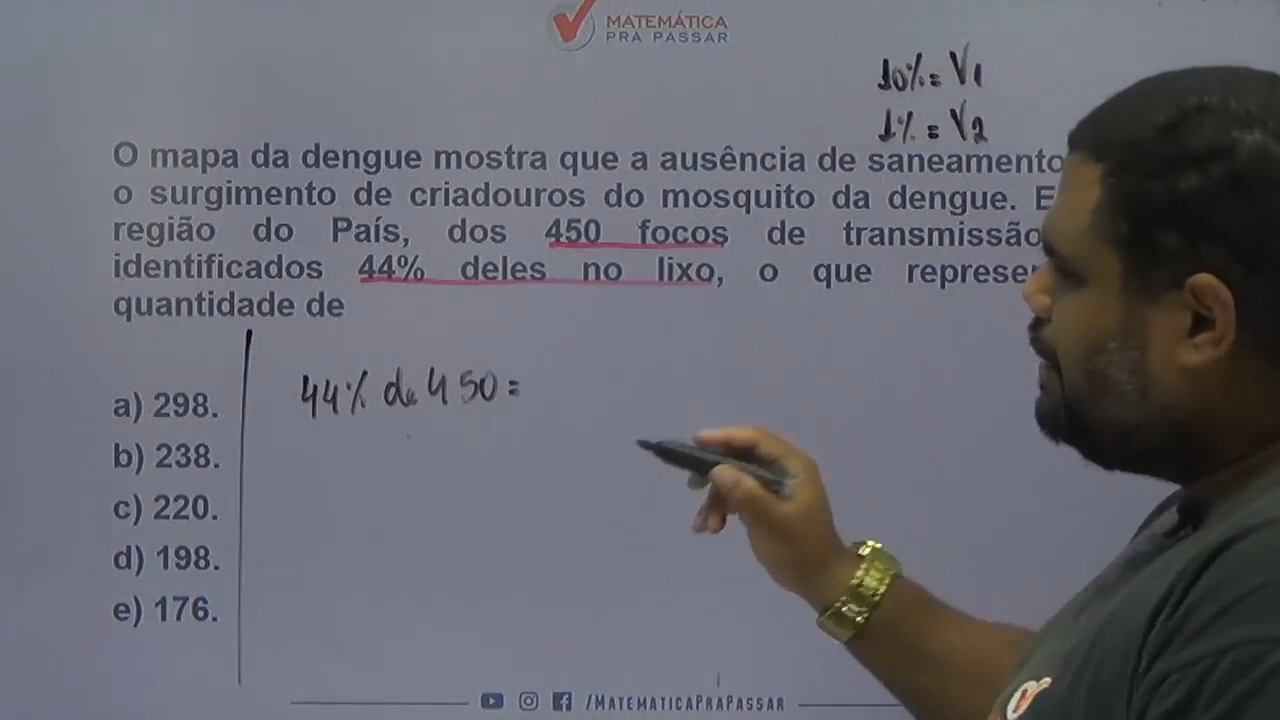 MATEMÁTICA
PRA PASSAR
10% = V1
1% = V2
O mapa da dengue mostra que a ausência de saneamento
o surgimento de criadouros do mosquito da dengue. E
região do País, dos 450 focos de transmissão
identificados 44% deles no lixo, o que represe
quantidade de
44% de 450 =
a) 298.
b) 238.
c) 220.
d) 198.
e) 176.
/MATEMATICAPRAPASSAR